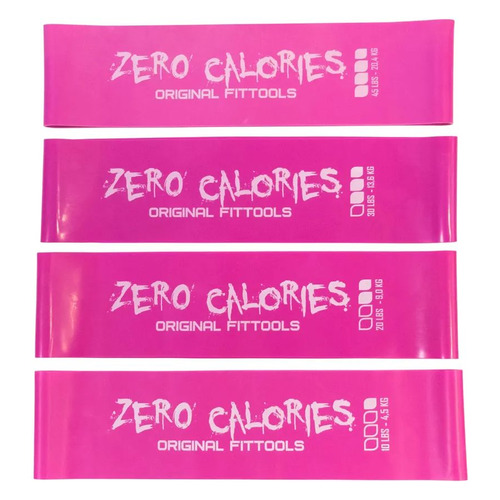 ZERO CALORIES
ORIGINAL FITTOOLS
45 LBS - 20,4 KG
ZERO CALORIES
ORIGINAL FITTOOLS
30 LBS - 13,6 KG
ZERO CALORIES
ORIGINAL FITTOOLS
20 LBS - 9,0 KG
ZERO CALORIES
ORIGINAL FITTOOLS
10 LBS - 4,5 KG